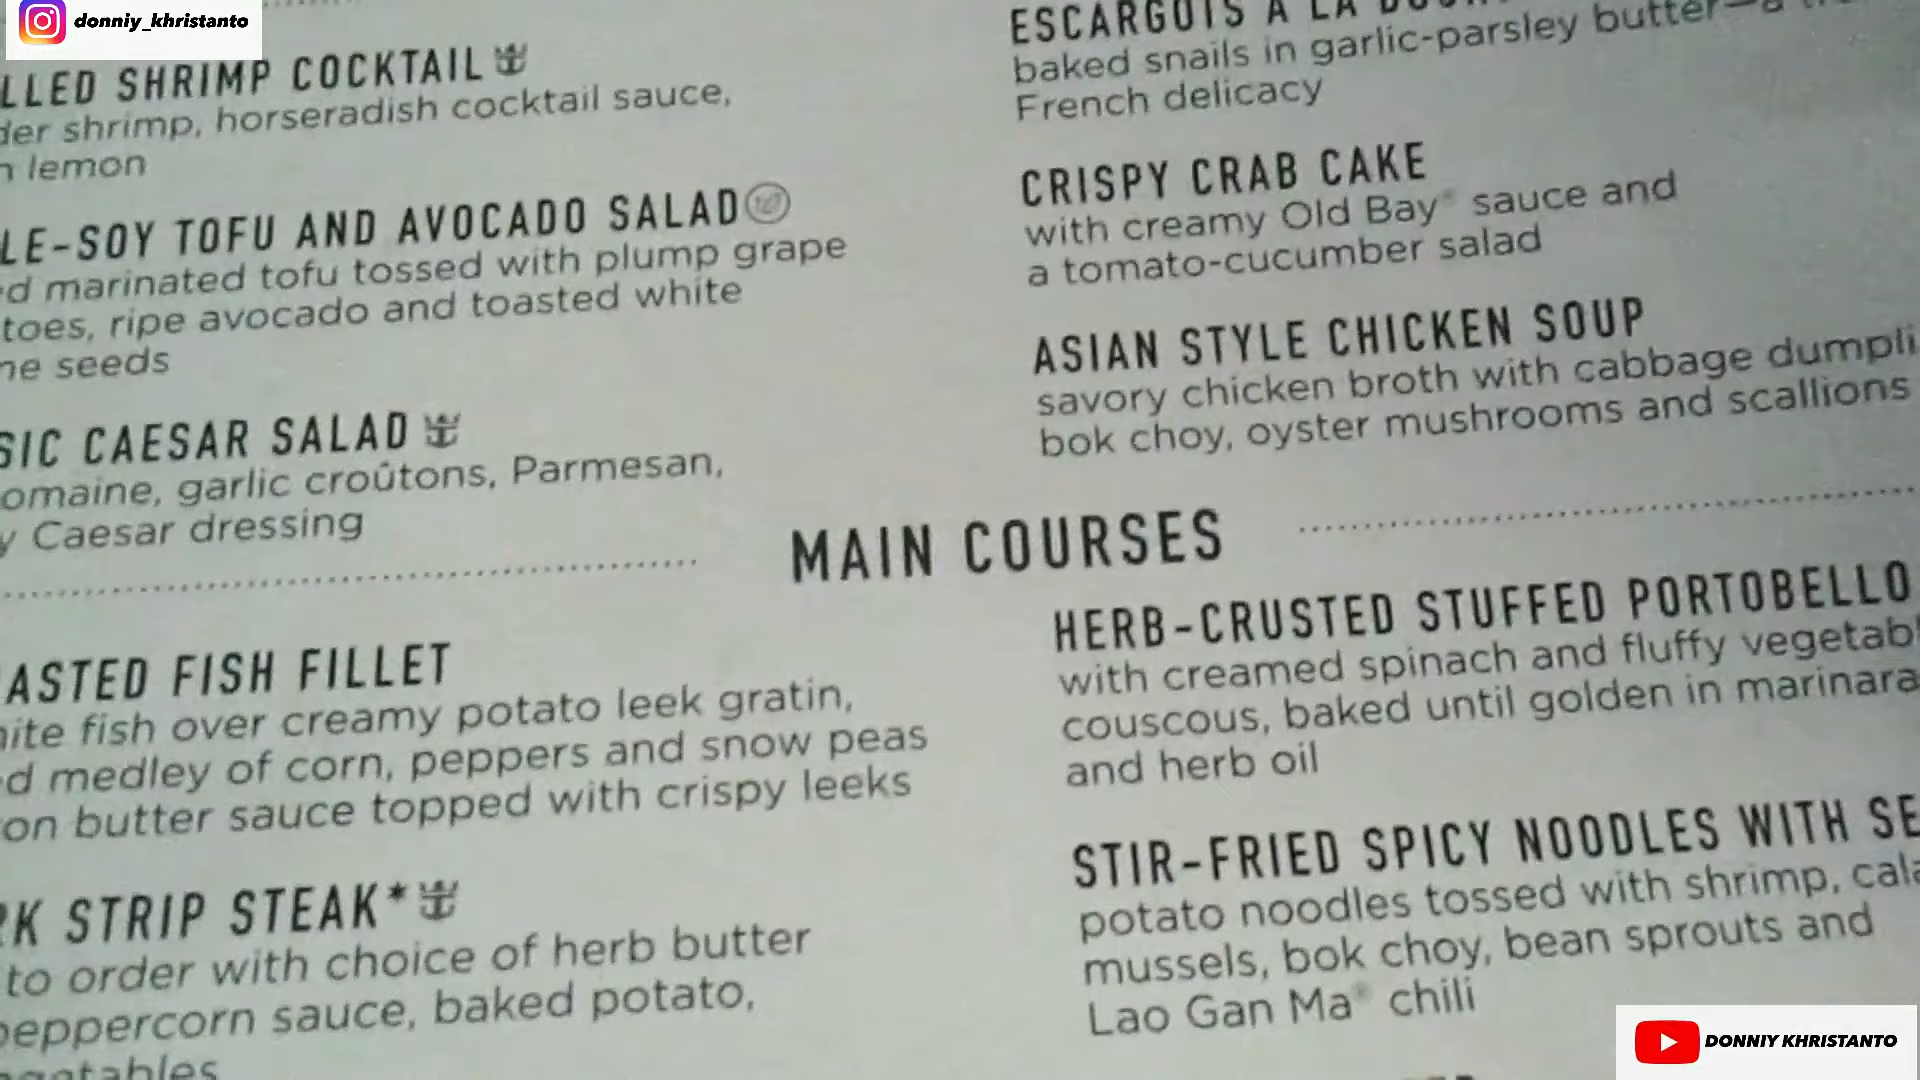 donniy_khristanto
LLED SHRIMP COCKTAIL
der shrimp, horseradish cocktail sauce,
lemon
LE-SOY TOFU AND AVOCADO SALAD
d marinated tofu tossed with plump grape
toes, ripe avocado and toasted white
ne seeds
SIC CAESAR SALAD
omaine, garlic croûtons, Parmesan,
y Caesar dressing
ESCARGOTS À LA
baked snails in garlic-parsley butter—a
French delicacy
CRISPY CRAB CAKE
with creamy Old Bay® sauce and
a tomato-cucumber salad
ASIAN STYLE CHICKEN SOUP
savory chicken broth with cabbage dumpli
bok choy, oyster mushrooms and scallions
MAIN COURSES
ASTED FISH FILLET
ite fish over creamy potato leek gratin,
d medley of corn, peppers and snow peas
on butter sauce topped with crispy leeks
RK STRIP STEAK*
to order with choice of herb butter
peppercorn sauce, baked potato,
getables
HERB-CRUSTED STUFFED PORTOBELLO
with creamed spinach and fluffy vegetab
couscous, baked until golden in marinara
and herb oil
STIR-FRIED SPICY NOODLES WITH SE
potato noodles tossed with shrimp, cala
mussels, bok choy, bean sprouts and
Lao Gan Ma® chili
DONNIY KHRISTANTO